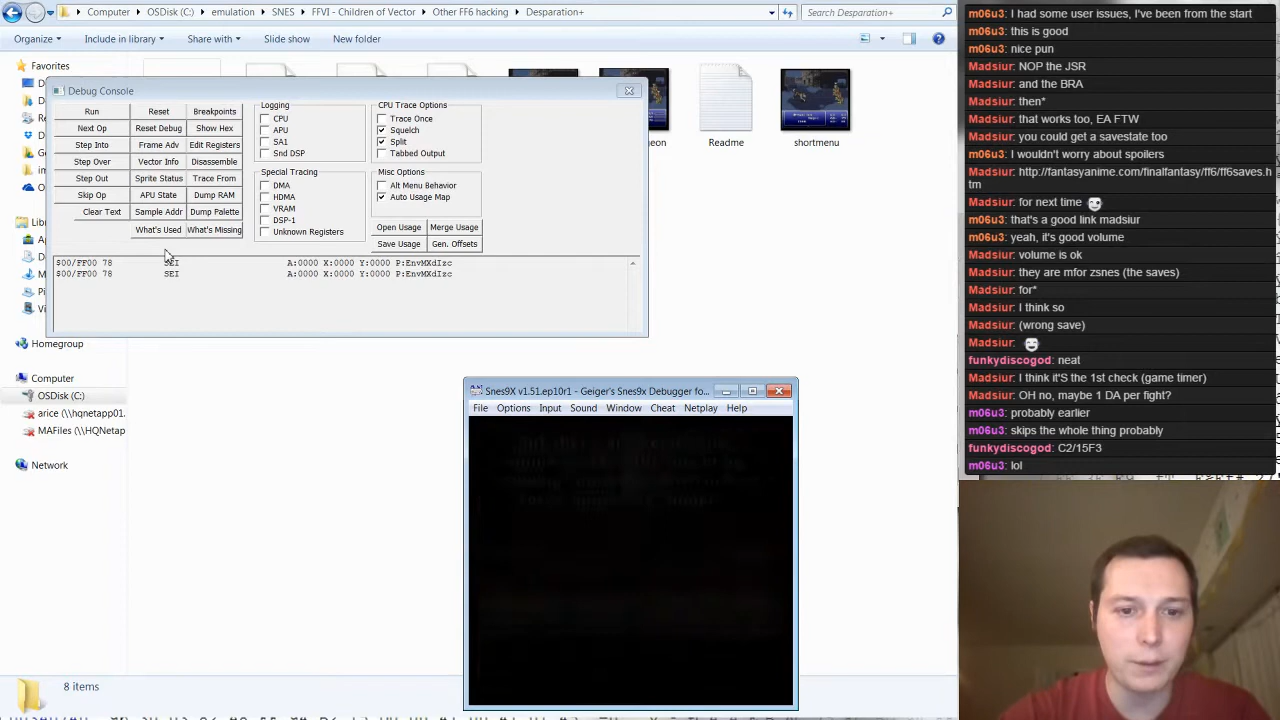 Computer ▸ OSDisk (C:) ▸ emulation ▸ SNES ▸ FFVI - Children of Vector ▸ Other FF6 hacking ▸ Desparation+
Search Desparation+
Organize
Include in library
Share with
New folder
Favorites
Debug Console
Run
Reset
Breakpoints
Next Op
Reset Debug
Show Hex
Step Into
Frame Adv
Edit Registers
Step Over
Vector Info
Disassemble
Step Out
Sprite Status
Trace From
Skip Op
APU State
Dump RAM
Clear Text
Sample Addr
Dump Palette
What's Used
What's Missing
Logging
CPU
APU
SA1
Rd/DSP
Special Tracing
DMA
HDMA
VRAM
DSP-1
Unknown Registers
CPU Trace Options
Trace Once
Squelch
Split
Tabbed Output
Misc Options
Alt Menu Behavior
Auto Usage Map
Open Usage
Merge Usage
Save Usage
Gen. Offsets
$00/FF00 78 SEI A:0000 X:0000 Y:0000 P:EnvMXdIzc
$00/FF00 78 SEI A:0000 X:0000 Y:0000 P:EnvMXdIzc
Readme
shortmenu
Homegroup
Computer
OSDisk (C:)
arice (\\hqnetapp01.
MAFiles (\\HQNetap
Network
8 items
Snes9X v1.51.ep10r1 - Geiger's Snes9x Debugger fo...
File
Options
Input
Sound
Window
Cheat
Netplay
Help
m06u3: I had some user issues, I've been from the start
m06u3: this is good
m06u3: nice pun
Madsiur: NOP the JSR
Madsiur: and the BRA
Madsiur: then*
Madsiur: that works too, EA FTW
Madsiur: you could get a savestate too
m06u3: I wouldn't worry about spoilers
Madsiur: http://fantasyanime.com/finalfantasy/ff6/ff6saves.h
tm
Madsiur: for next time
m06u3: that's a good link madsiur
m06u3: yeah, it's good volume
Madsiur: volume is ok
Madsiur: they are mfor zsnes (the saves)
Madsiur: for*
Madsiur: I think so
Madsiur: (wrong save)
Madsiur:
funkydiscogod: neat
Madsiur: I think it'S the 1st check (game timer)
Madsiur: OH no, maybe 1 DA per fight?
m06u3: probably earlier
m06u3: skips the whole thing probably
funkydiscogod: C2/15F3
m06u3: lol